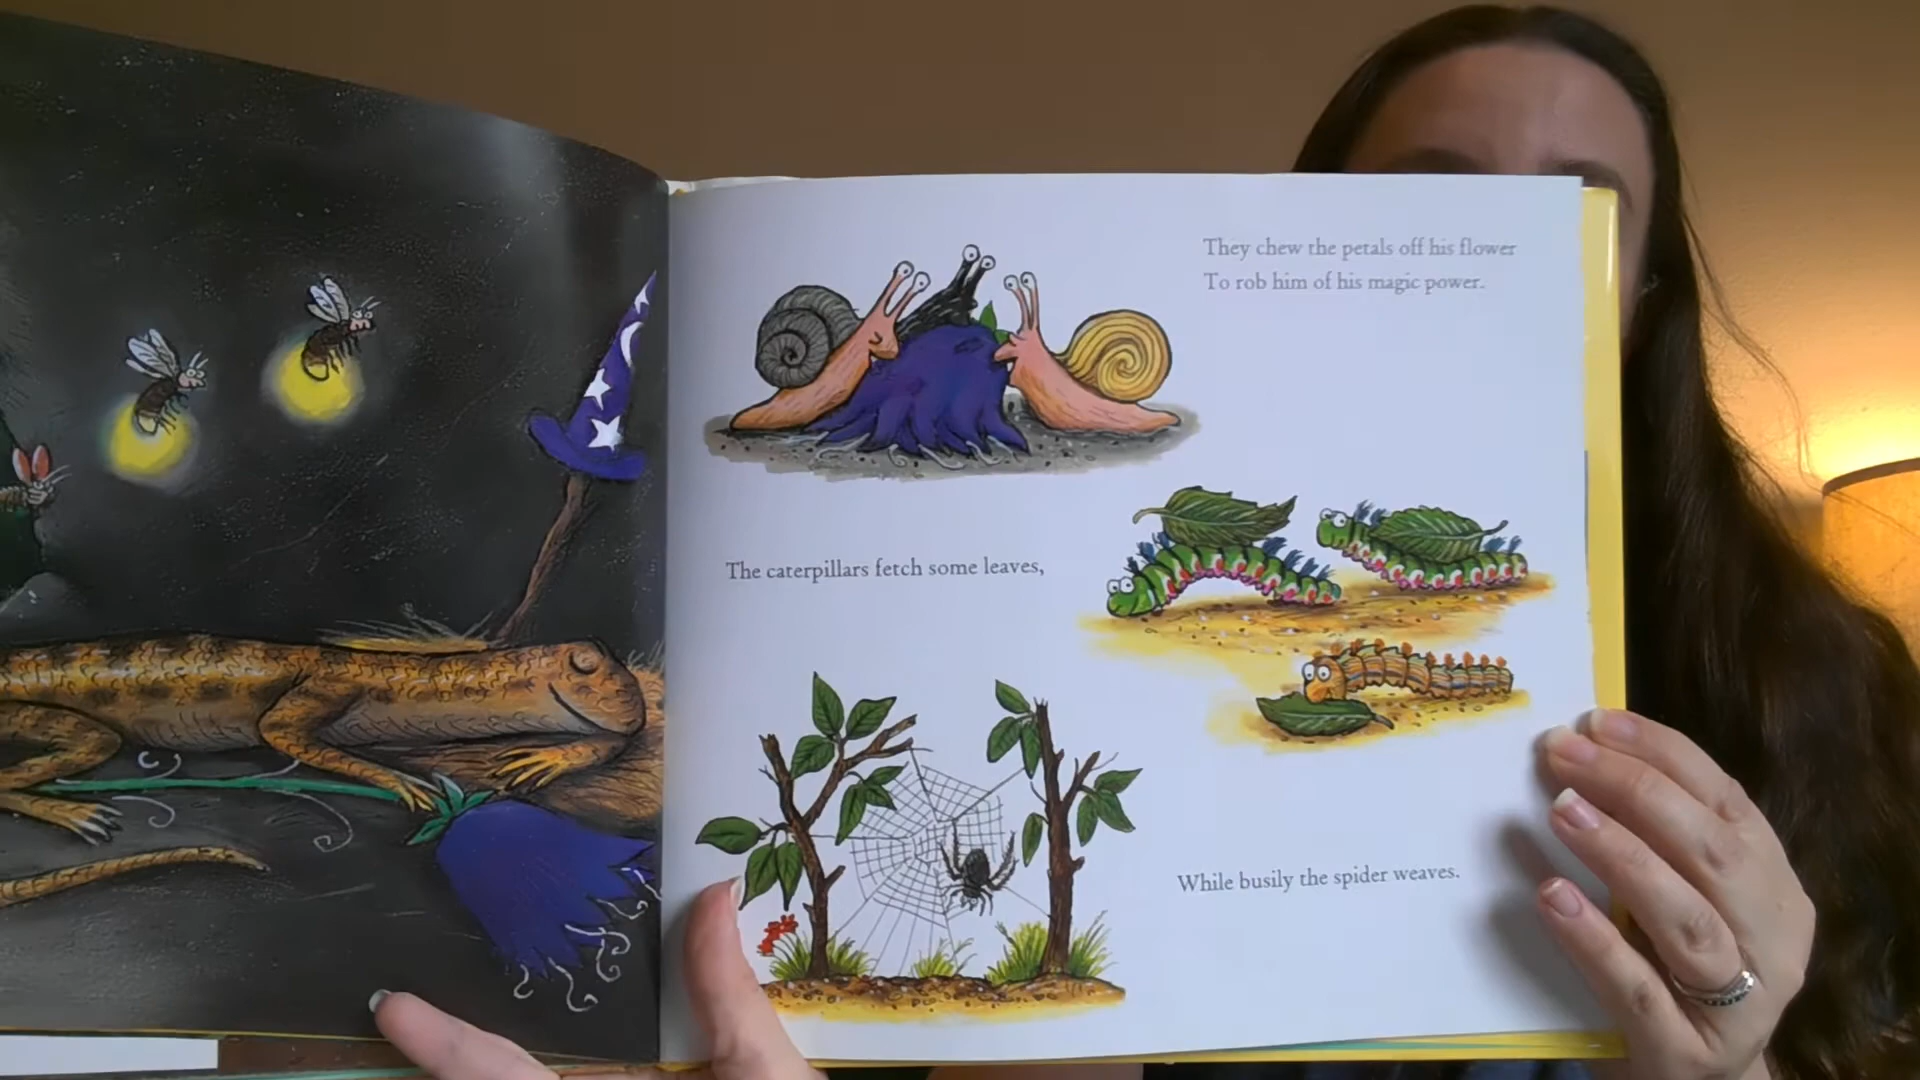 They chew the petals off his flower
To rob him of his magic power.
The caterpillars fetch some leaves,
While busily the spider weaves.